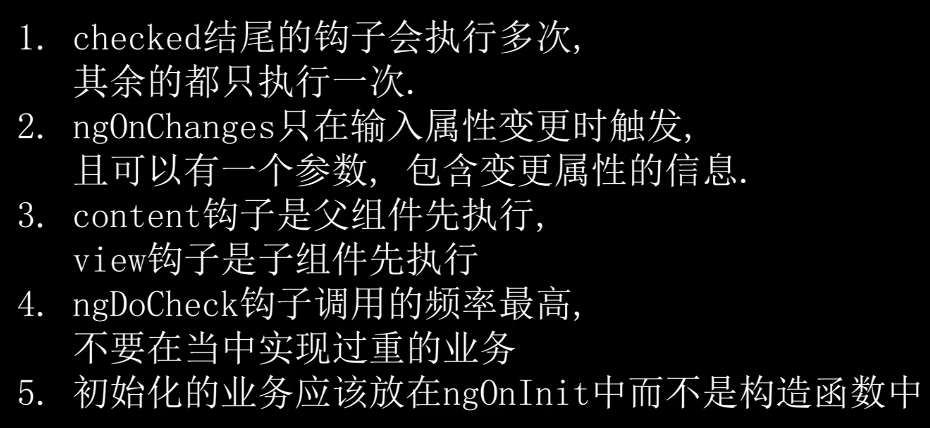 1. checked结尾的钩子会执行多次,
其余的都只执行一次.
2. ngOnChanges只在输入属性变更时触发,
且可以有一个参数, 包含变更属性的信息.
3. content钩子是父组件先执行,
view钩子是子组件先执行
4. ngDoCheck钩子调用的频率最高,
不要在当中实现过重的业务
5. 初始化的业务应该放在ngOnInit中而不是构造函数中